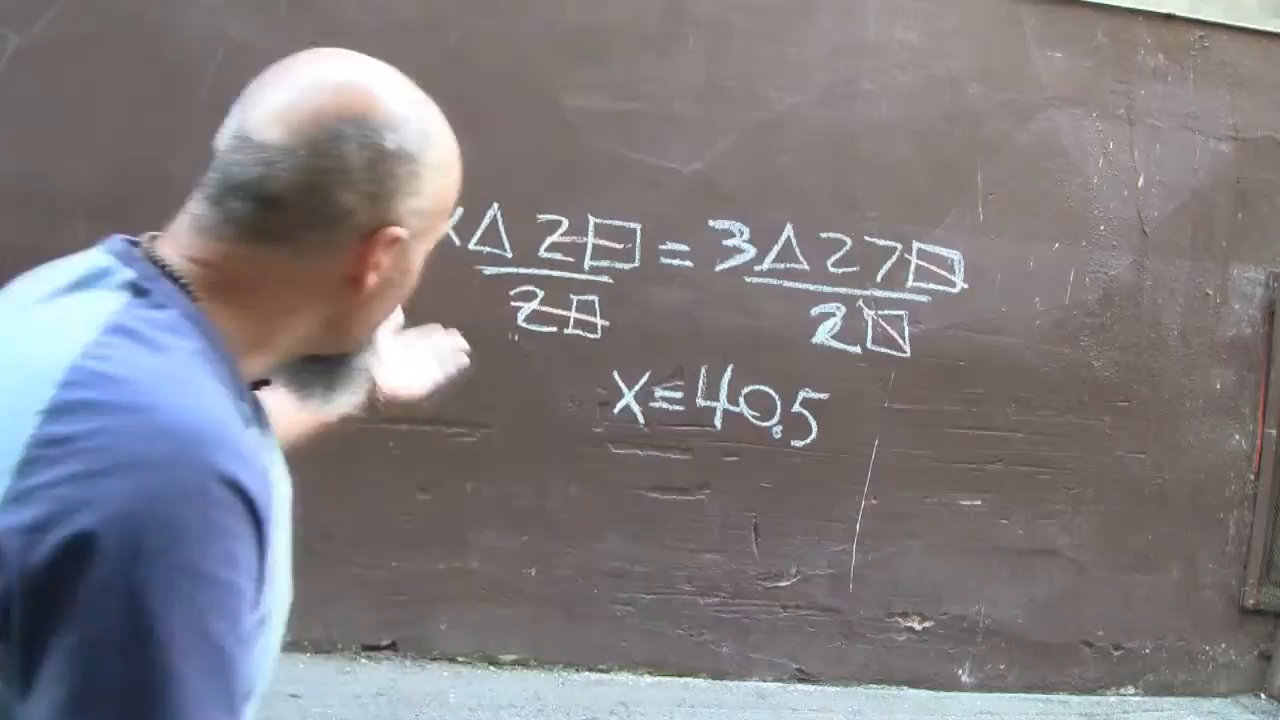 x△2□ = 3△27□
2□ 2□
x=40.5